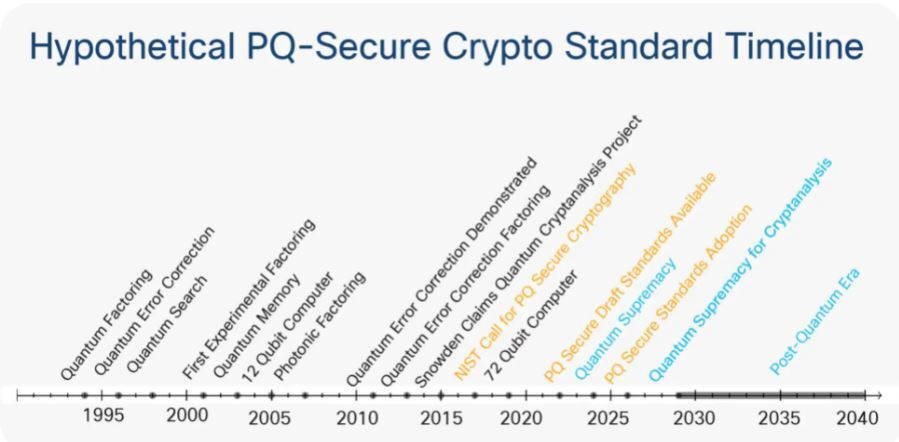 Hypothetical PQ-Secure Crypto Standard Timeline
Quantum Factoring
Quantum Error Correction
Quantum Search
First Experimental Factoring
Quantum Memory
12 Qubit Computer
Photonic Factoring
Quantum Error Correction Demonstrated
Quantum Error Correction Factoring
Snowden Claims Quantum Cryptanalysis Project
NIST Call for PQ Secure Cryptography
72 Qubit Computer
PQ Secure Draft Standards Available
Quantum Supremacy
PQ Secure Standards Adoption
Quantum Supremacy for Cryptanalysis
Post-Quantum Era
1995 2000 2005 2010 2015 2019 2020 2025 2030 2035 2040